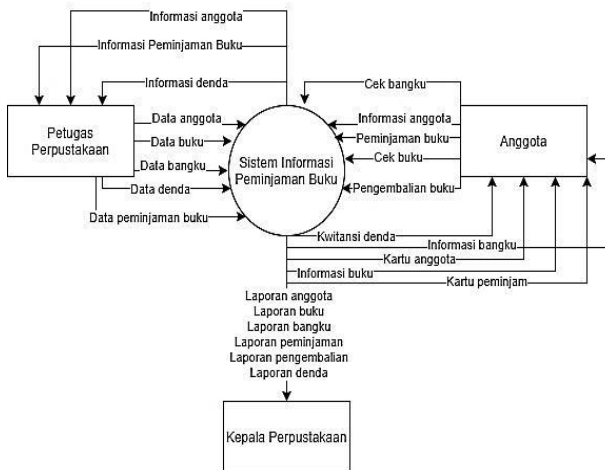 Informasi anggota
Informasi Peminjaman Buku
Informasi denda
Cek bangku
Petugas
Perpustakaan
Data anggota
Data buku
Data bangku
Data denda
Data peminjaman buku
Sistem Informasi
Peminjaman Buku
Informasi anggota
Peminjaman buku
Cek buku
Pengembalian buku
Anggota
Kwitansi denda
Informasi bangku
Kartu anggota
Informasi buku
Kartu peminjam
Laporan anggota
Laporan buku
Laporan bangku
Laporan peminjaman
Laporan pengembalian
Laporan denda
Kepala Perpustakaan